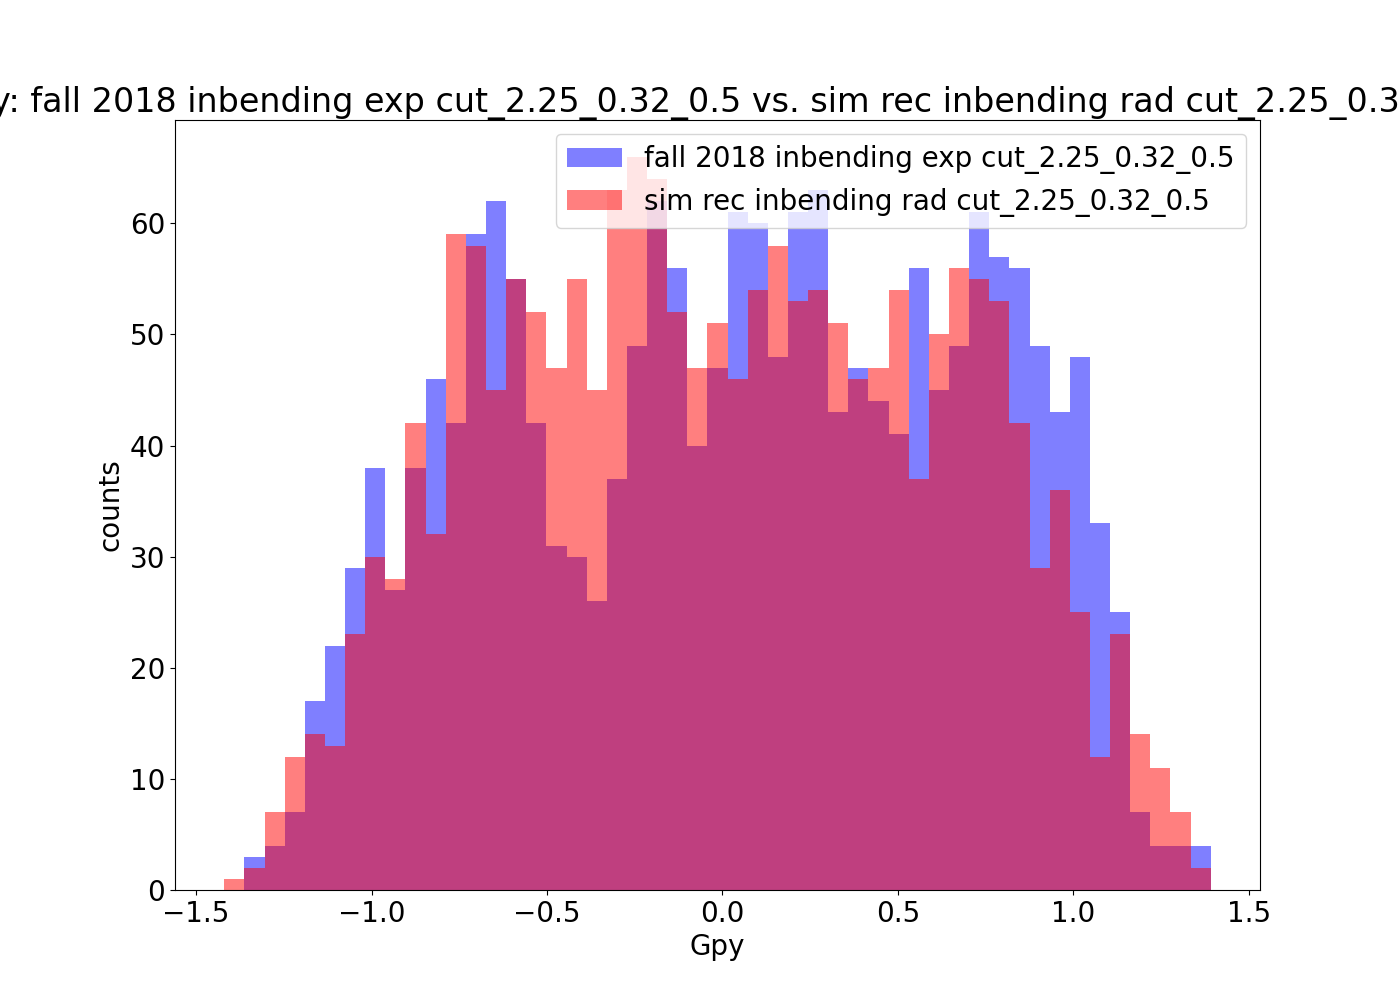 y: fall 2018 inbending exp cut_2.25_0.32_0.5 vs. sim rec inbending rad cut_2.25_0.3
fall 2018 inbending exp cut_2.25_0.32_0.5
sim rec inbending rad cut_2.25_0.32_0.5
60
50
40
30
20
10
0
counts
−1.5 −1.0 −0.5 0.0 0.5 1.0 1.5
Gpy